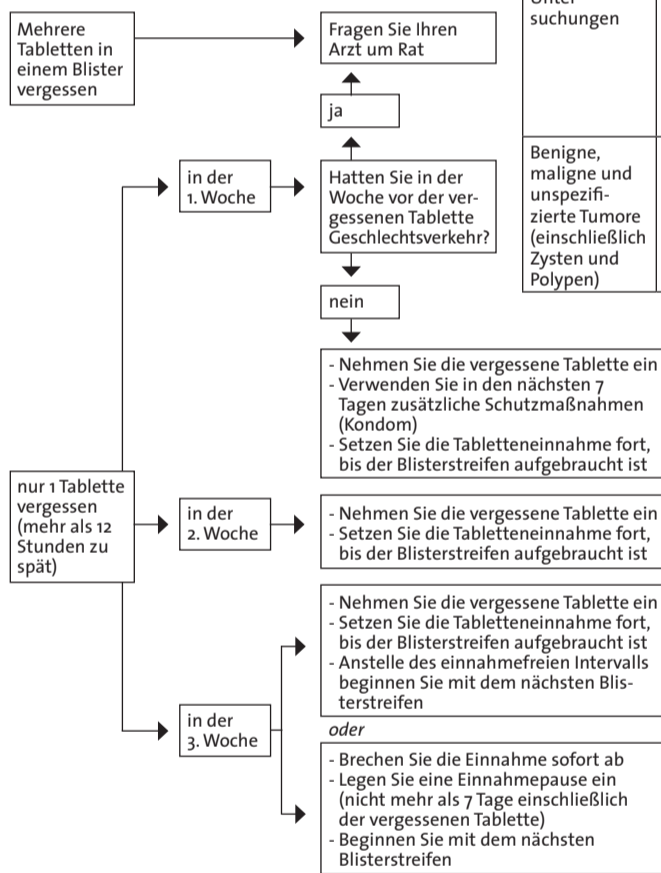 Mehrere
Tabletten in
einem Blister
vergessen
Fragen Sie Ihren
Arzt um Rat
ja
in der
1. Woche
Hatten Sie in der
Woche vor der ver-
gessenen Tablette
Geschlechtsverkehr?
nein
- Nehmen Sie die vergessene Tablette ein
- Verwenden Sie in den nächsten 7
Tagen zusätzliche Schutzmaßnahmen
(Kondom)
- Setzen Sie die Tabletteneinnahme fort,
bis der Blisterstreifen aufgebraucht ist
nur 1 Tablette
vergessen
(mehr als 12
Stunden zu
spät)
in der
2. Woche
- Nehmen Sie die vergessene Tablette ein
- Setzen Sie die Tabletteneinnahme fort,
bis der Blisterstreifen aufgebraucht ist
in der
3. Woche
- Nehmen Sie die vergessene Tablette ein
- Setzen Sie die Tabletteneinnahme fort,
bis der Blisterstreifen aufgebraucht ist
- Anstelle des einnahmefreien Intervalls
beginnen Sie mit dem nächsten Blis-
terstreifen
oder
- Brechen Sie die Einnahme sofort ab
- Legen Sie eine Einnahmepause ein
(nicht mehr als 7 Tage einschließlich
der vergessenen Tablette)
- Beginnen Sie mit dem nächsten
Blisterstreifen
Unter-
suchungen
Benigne,
maligne und
unspezifi-
zierte Tumore
(einschließlich
Zysten und
Polypen)